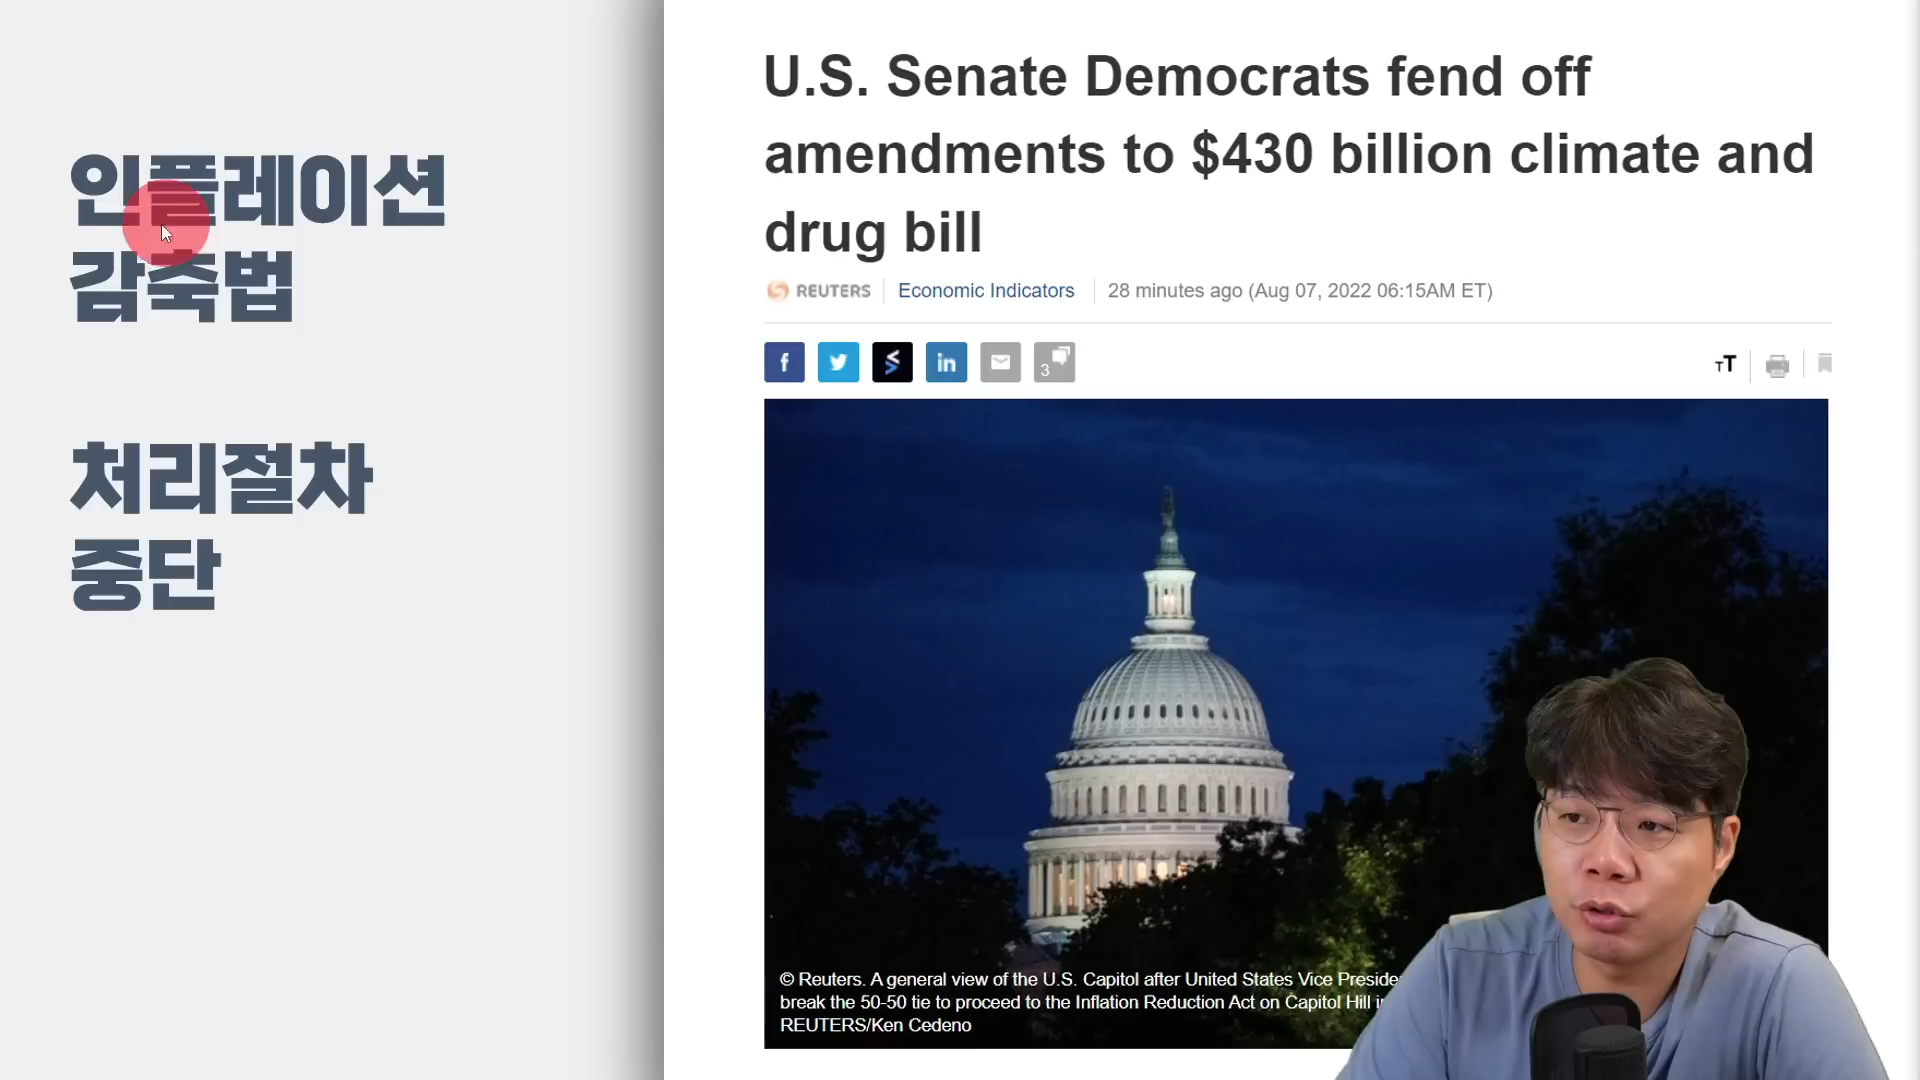 인플레이션
감축법
처리절차
중단
U.S. Senate Democrats fend off
amendments to $430 billion climate and
drug bill
REUTERS
Economic Indicators
28 minutes ago (Aug 07, 2022 06:15AM ET)
f
in
3
TT
© Reuters. A general view of the U.S. Capitol after United States Vice
break the 50-50 tie to proceed to the Inflation Reduction Act on Capitol Hill
REUTERS/Ken Cedeno